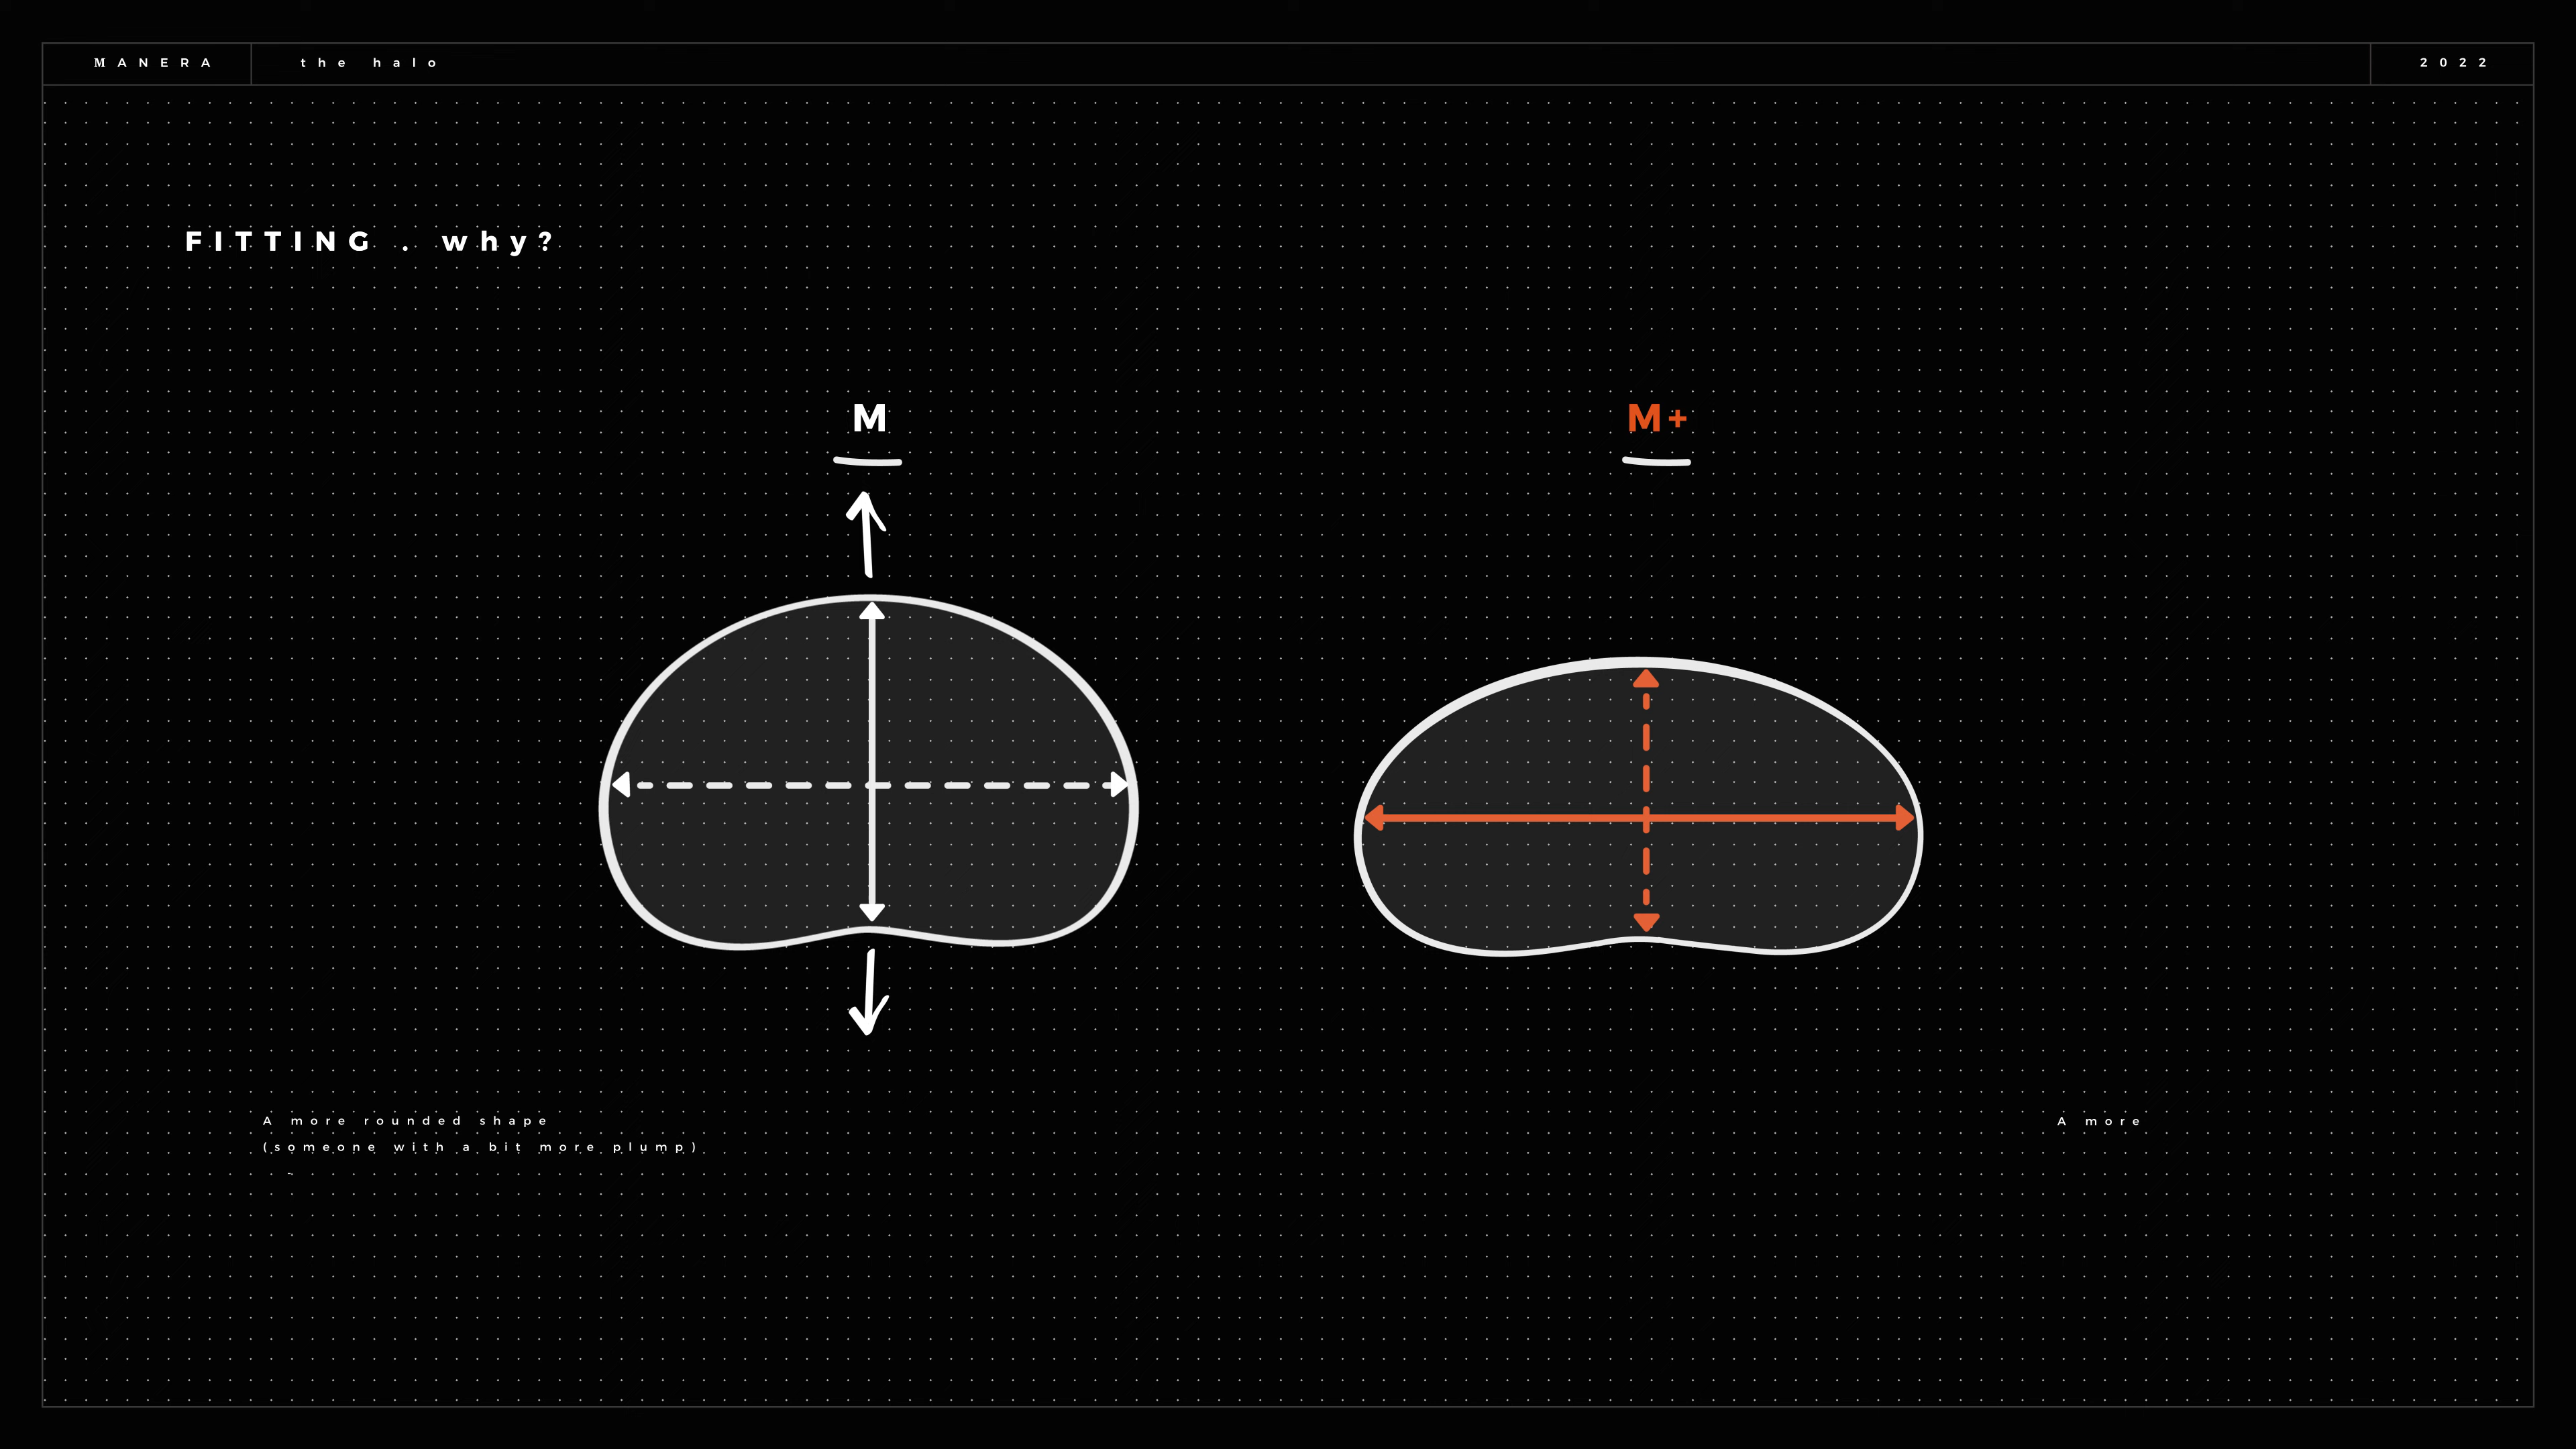 MANERA
the halo
2022
FITTING . why?
M
M+
A more rounded shape
(someone with a bit more plump)
-
A more